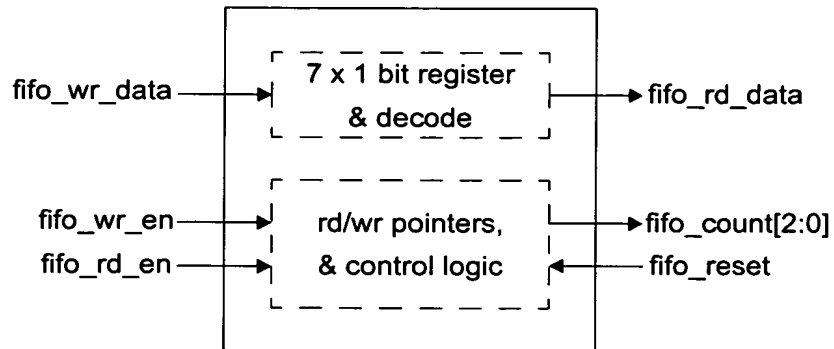 7 x 1 bit register
& decode
fifo_wr_data
fifo_rd_data
fifo_wr_en
fifo_rd_en
rd/wr pointers,
& control logic
fifo_count[2:0]
fifo_reset